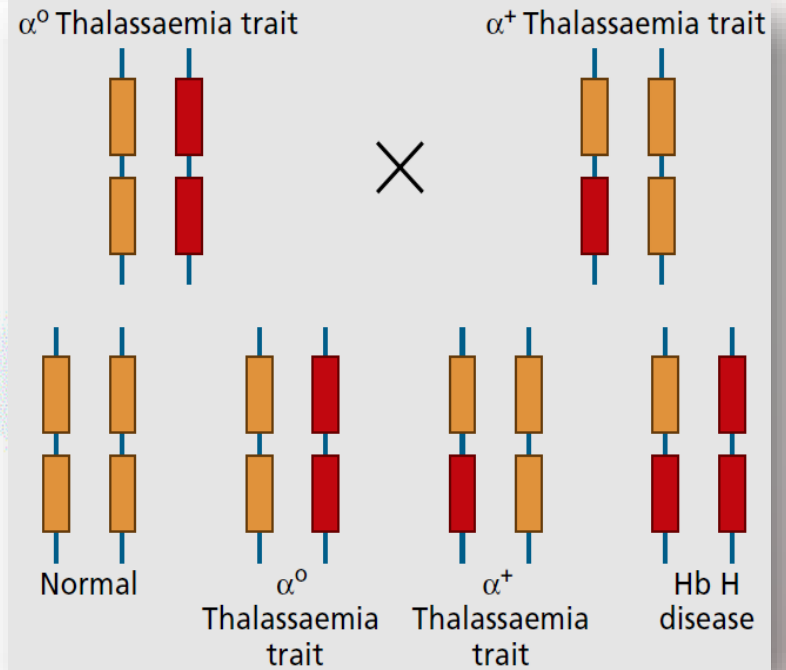 α⁰ Thalassaemia trait
α⁺ Thalassaemia trait
Normal
α⁰
Thalassaemia
trait
α⁺
Thalassaemia
trait
Hb H
disease